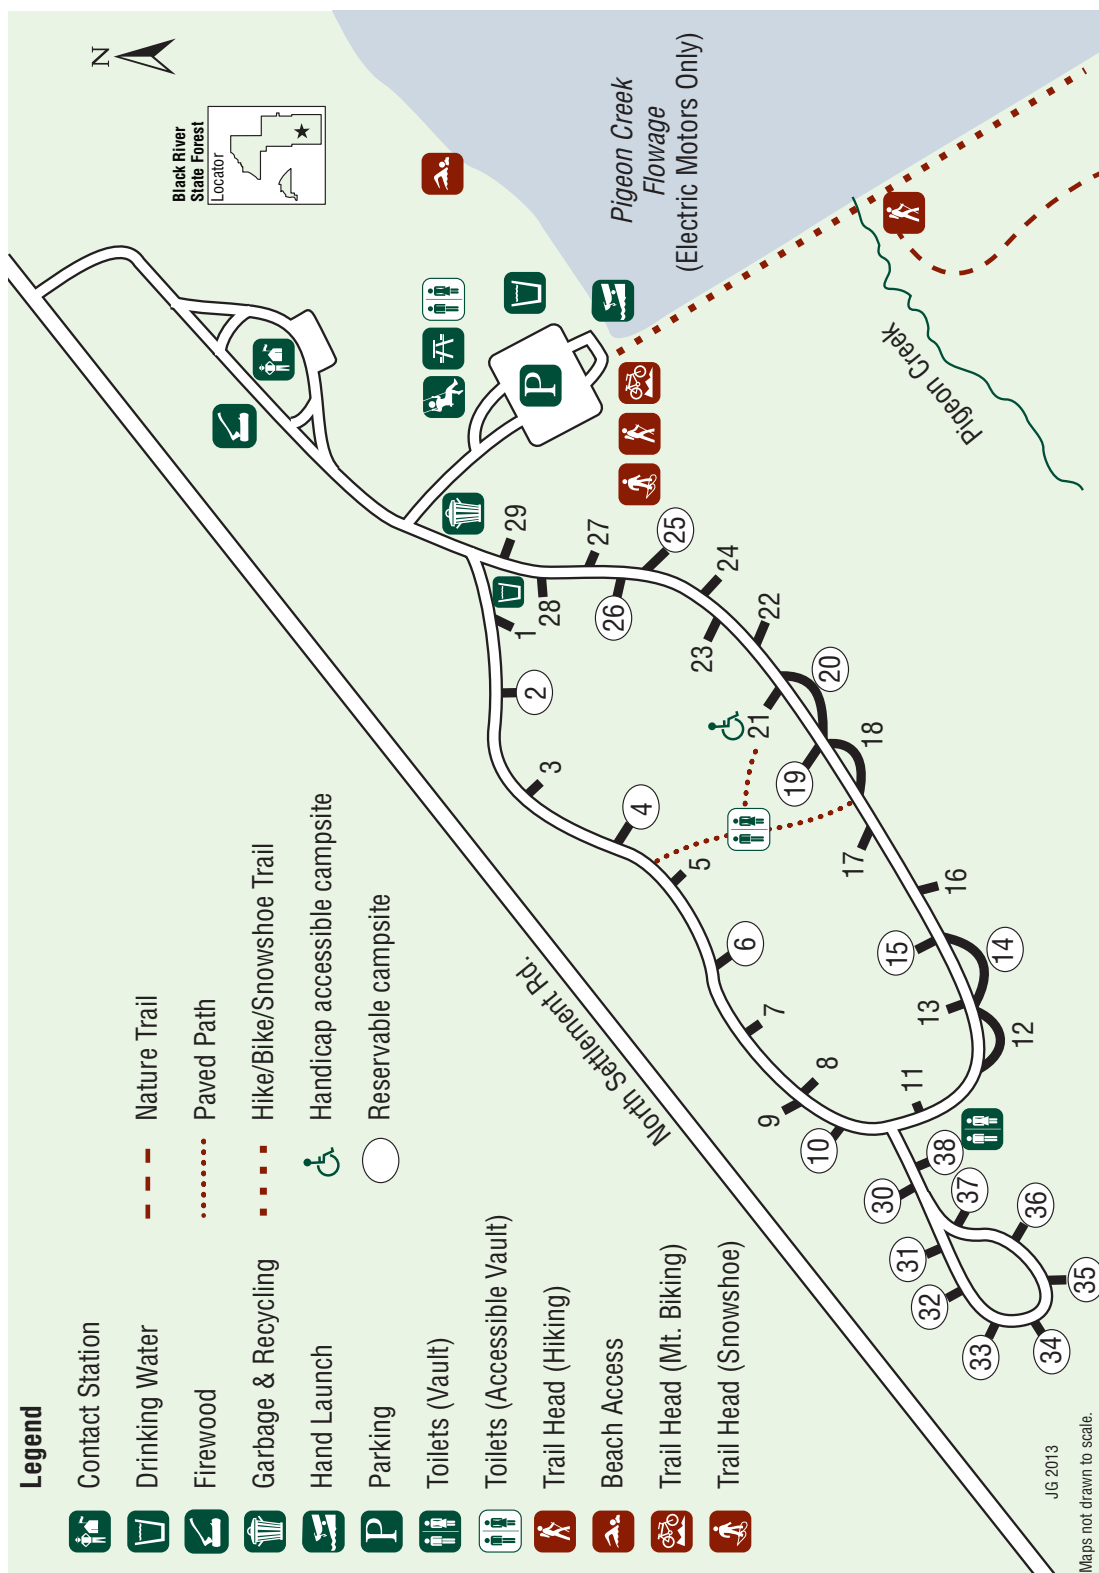 Legend
Contact Station
Drinking Water
Firewood
Garbage & Recycling
Hand Launch
Parking
Toilets (Vault)
Toilets (Accessible Vault)
Trail Head (Hiking)
Beach Access
Trail Head (Mt. Biking)
Trail Head (Snowshoe)
Nature Trail
Paved Path
Hike/Bike/Snowshoe Trail
Handicap accessible campsite
Reservable campsite
North Settlement Rd.
Black River
State Forest
Locator
N
Pigeon Creek
Flowage
(Electric Motors Only)
Pigeon Creek
P
P
1
2
3
4
5
6
7
8
9
10
11
12
13
14
15
16
17
18
19
20
21
22
23
24
25
26
27
28
29
30
31
32
33
34
35
36
37
38
JG 2013
Maps not drawn to scale.